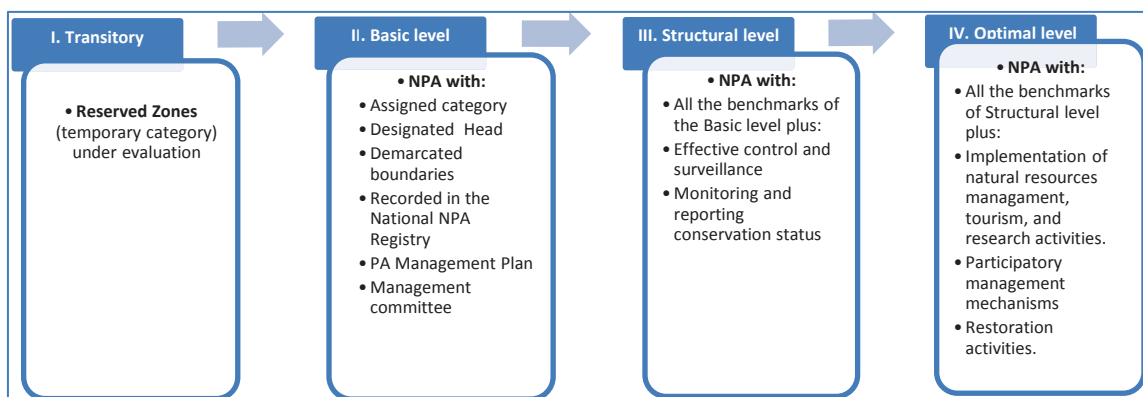 I. Transitory
• Reserved Zones
(temporary category)
under evaluation
II. Basic level
• NPA with:
• Assigned category
• Designated Head
• Demarcated
boundaries
• Recorded in the
National NPA
Registry
• PA Management Plan
• Management
committee
III. Structural level
• NPA with:
• All the benchmarks of
the Basic level plus:
• Effective control and
surveillance
• Monitoring and
reporting
conservation status
IV. Optimal level
• NPA with:
• All the benchmarks
of Structural level
plus:
• Implementation of
natural resources
managament,
tourism, and
research activities.
• Participatory
management
mechanisms
• Restoration
activities.